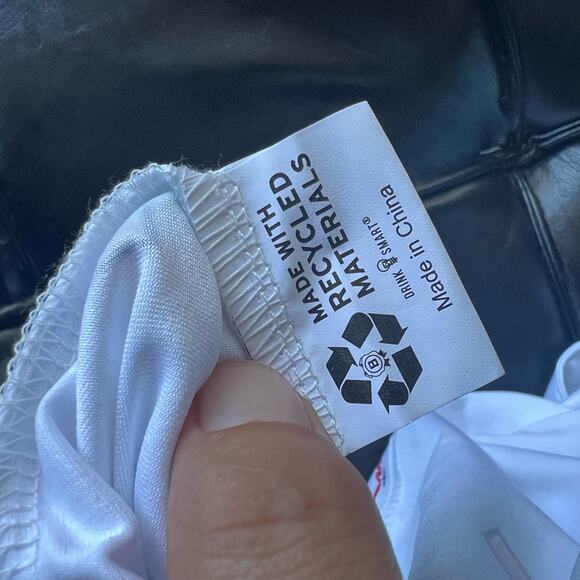 MADE WITH
RECYCLED
MATERIALS
DRINK SMART®
Made in China
B